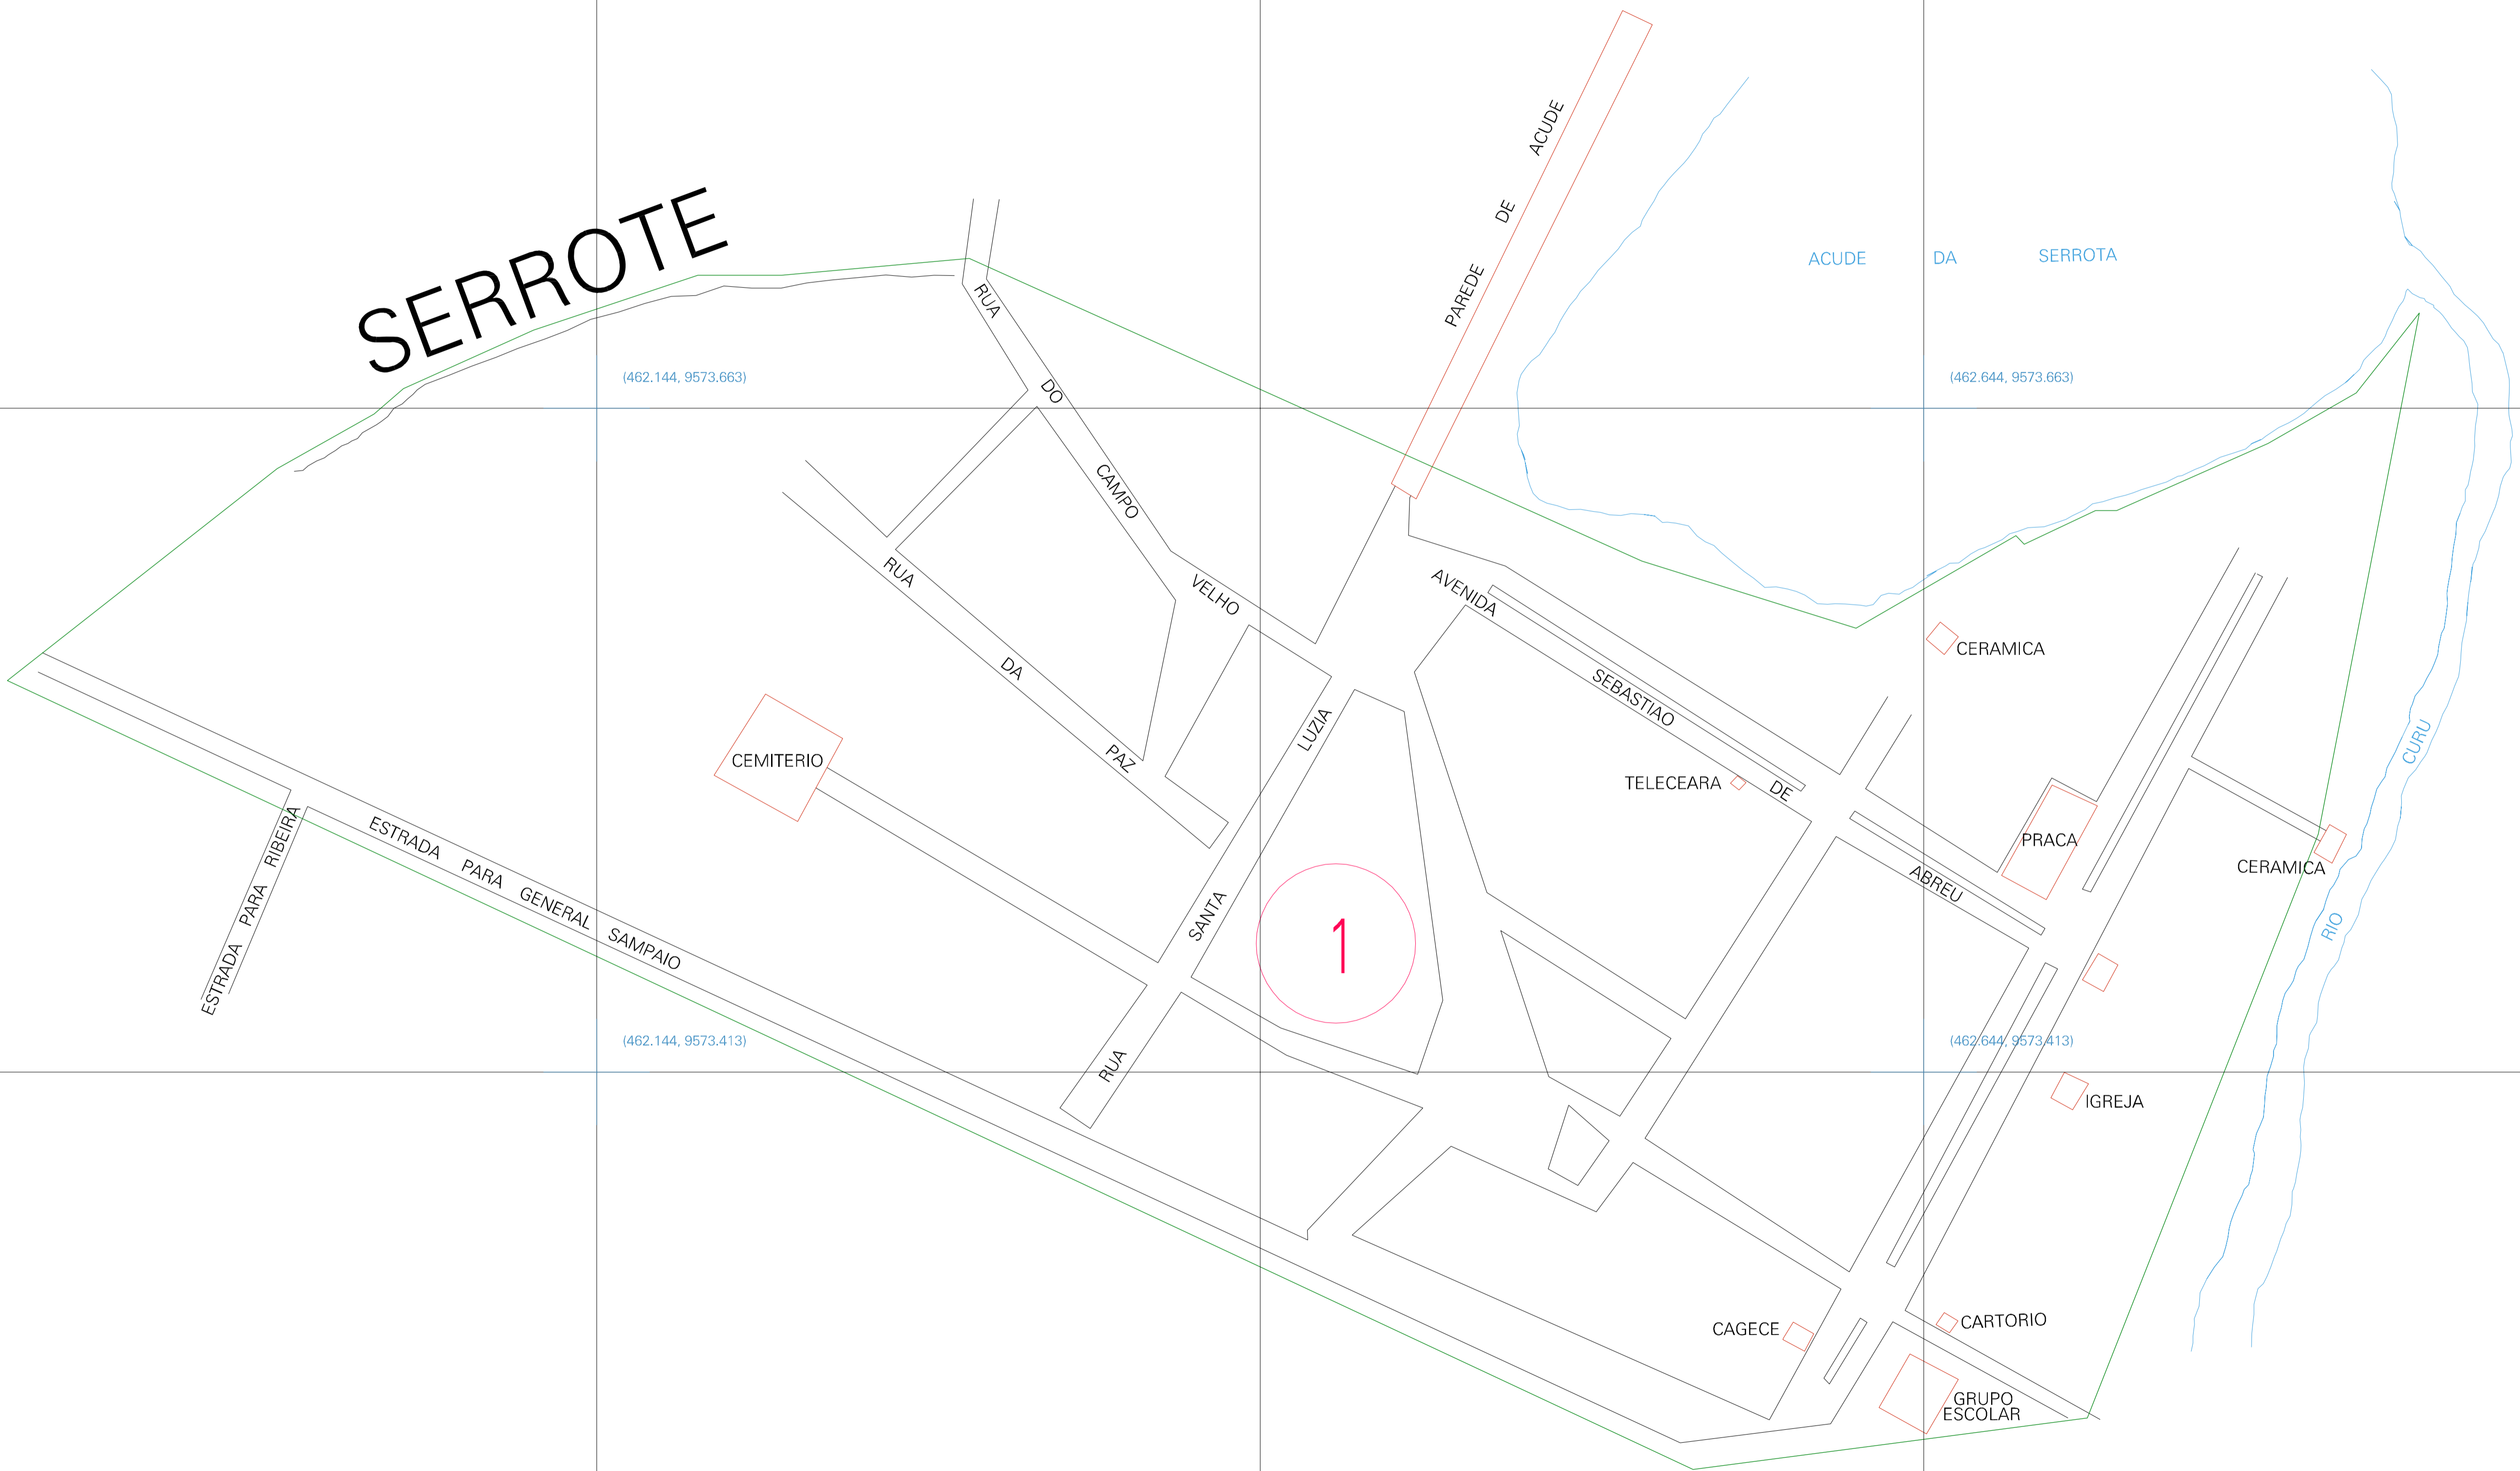 SERROTE
PAREDE DE ACUDE
ACUDE DA SERROTA
(462.144, 9573.663)
(462.644, 9573.663)
RUA DO CAMPO VELHO
RUA DA PAZ
AVENIDA SEBASTIAO DE ABREU
CERAMICA
CEMITERIO
TELECEARA
PRACA
CERAMICA
RIO CURU
RUA SANTA LUZIA
1
ESTRADA PARA RIBEIRA
ESTRADA PARA GENERAL SAMPAIO
(462.144, 9573.413)
(462.644, 9573.413)
IGREJA
CAGECE
CARTORIO
GRUPO
ESCOLAR